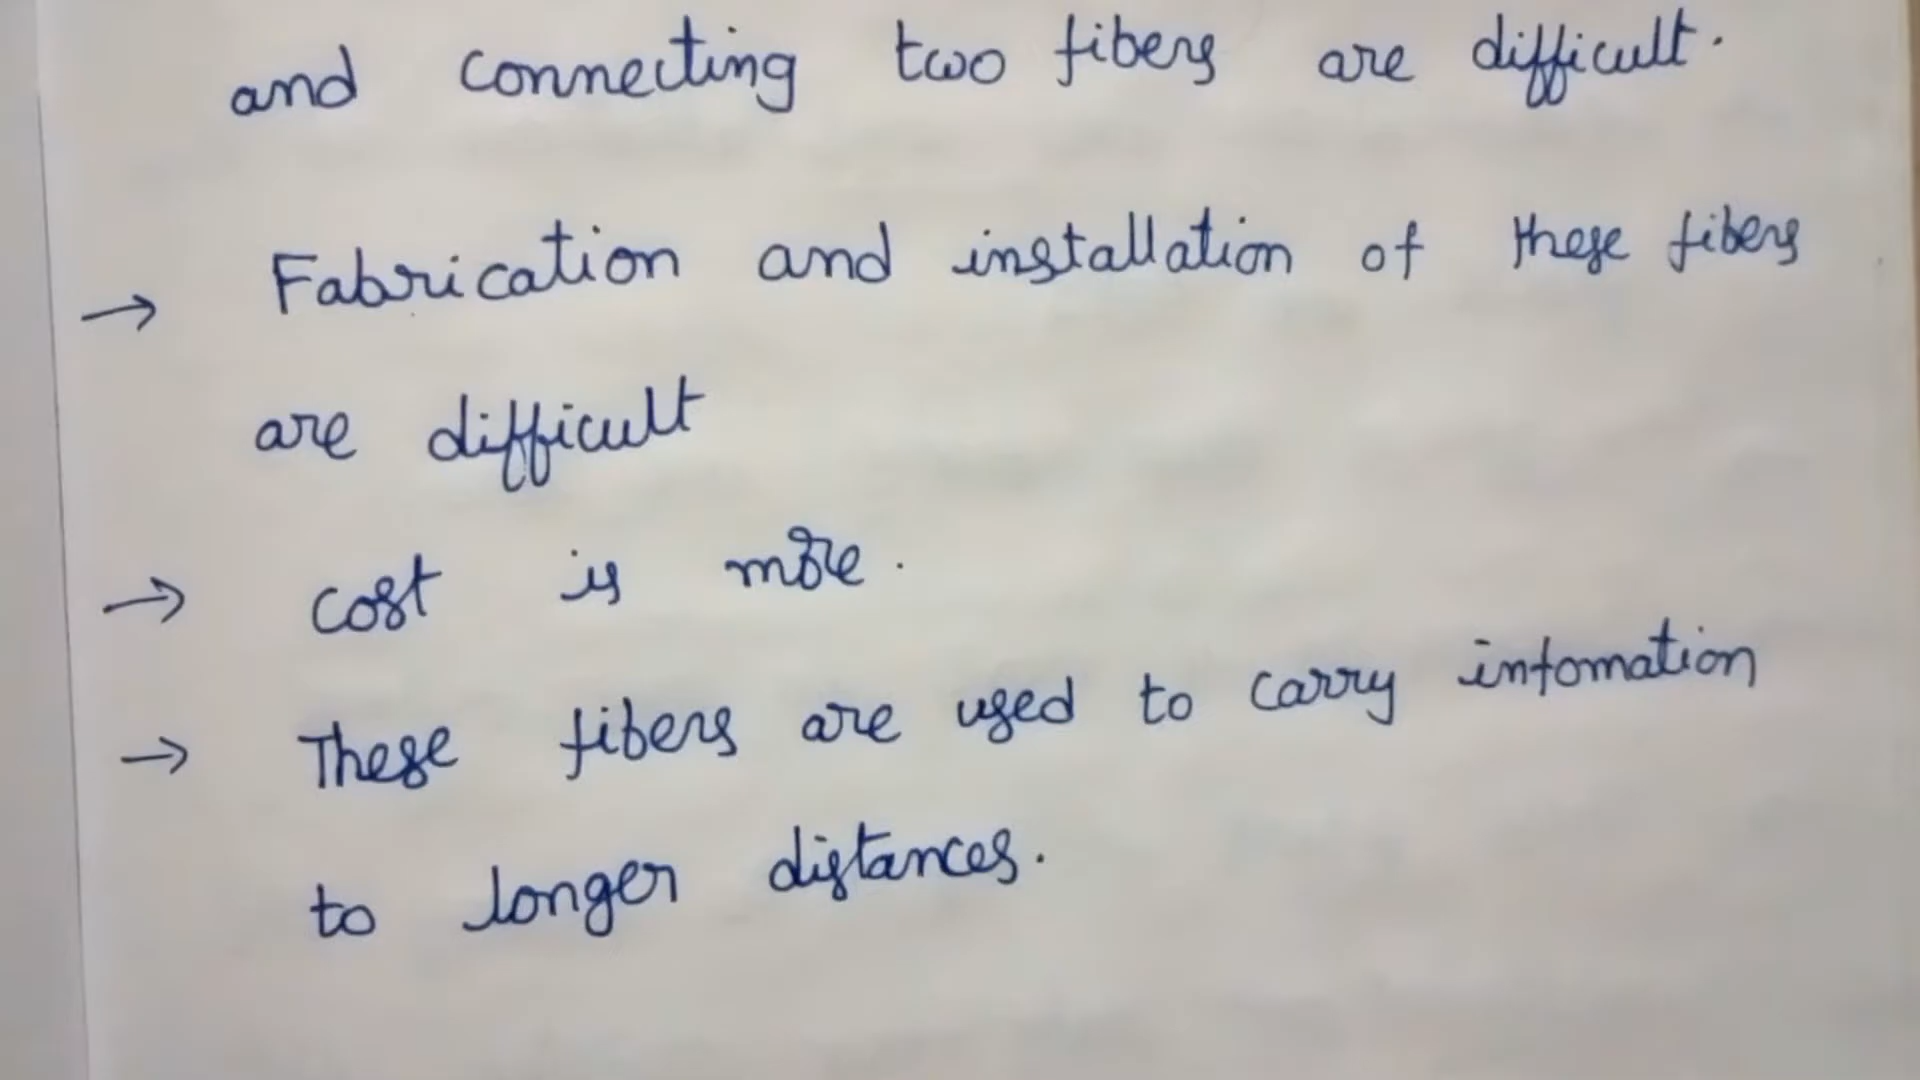 and connecting two fibers are difficult.
→ Fabrication and installation of these fibers
are difficult
→ cost is more.
→ These fibers are used to carry infomation
to longer distances.